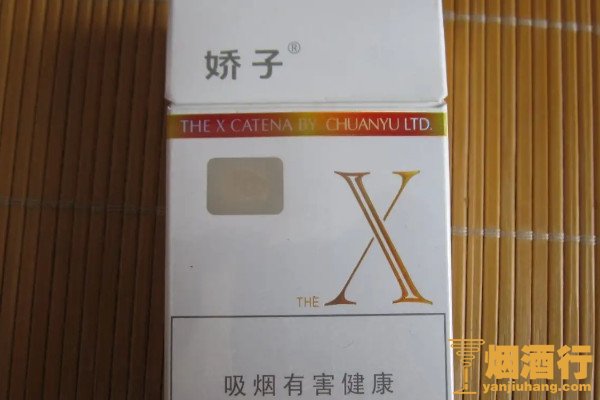 娇子®
THE X CATENA BY CHUANYU LTD.
THE X
吸烟有害健康
烟酒行
yanjiuhang.com